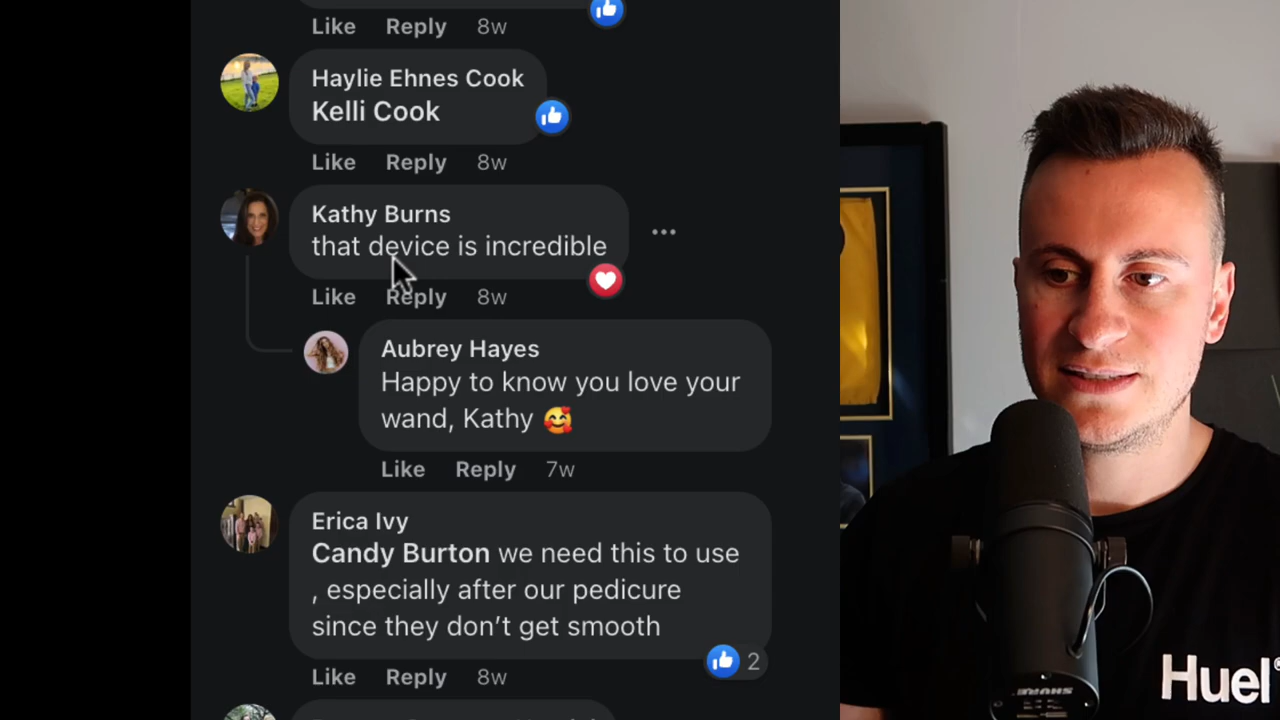 Like Reply 8w
Haylie Ehnes Cook
Kelli Cook
Like Reply 8w
Kathy Burns
that device is incredible
Like Reply 8w
Aubrey Hayes
Happy to know you love your
wand, Kathy 🥰
Like Reply 7w
Erica Ivy
Candy Burton we need this to use
, especially after our pedicure
since they don’t get smooth
2
Like Reply 8w
Huel®
SHURE